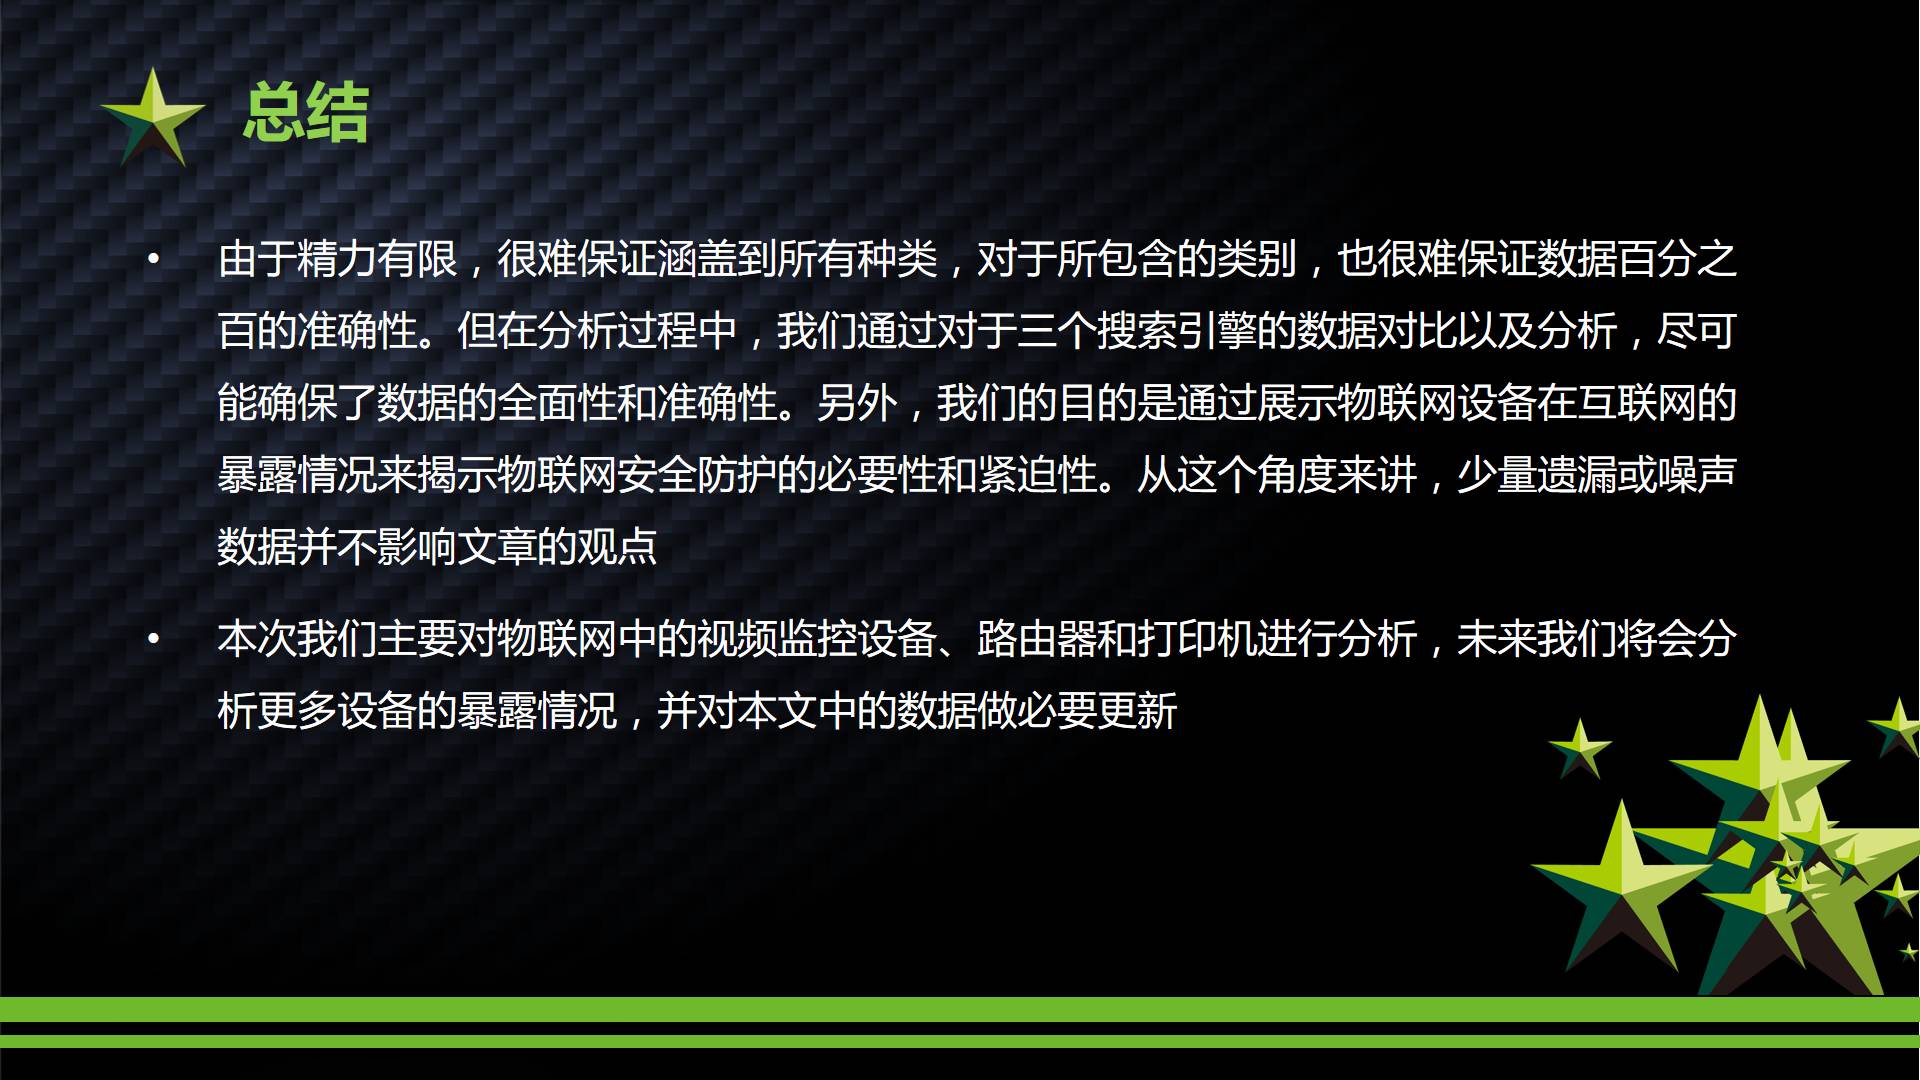 总结
• 由于精力有限，很难保证涵盖到所有种类，对于所包含的类别，也很难保证数据百分之
百的准确性。但在分析过程中，我们通过对于三个搜索引擎的数据对比以及分析，尽可
能确保了数据的全面性和准确性。另外，我们的目的是通过展示物联网设备在互联网的
暴露情况来揭示物联网安全防护的必要性和紧迫性。从这个角度来讲，少量遗漏或噪声
数据并不影响文章的观点
• 本次我们主要对物联网中的视频监控设备、路由器和打印机进行分析，未来我们将会分
析更多设备的暴露情况，并对本文中的数据做必要更新